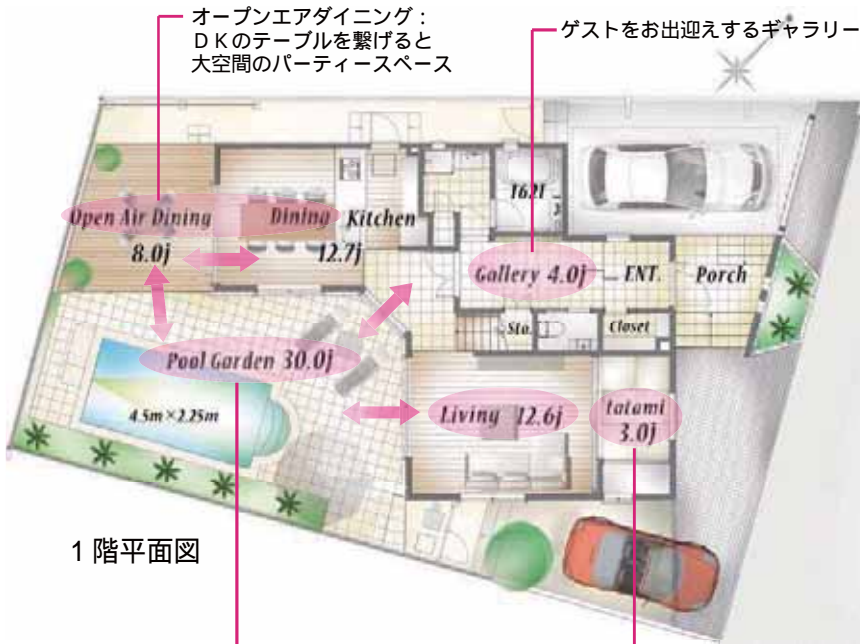 オープンエアダイニング：
ＤＫのテーブルを繋げると
大空間のパーティースペース
ゲストをお出迎えするギャラリー
1621
Open Air Dining
8.0j
Dining
Kitchen
12.7j
Gallery 4.0j
ENT.
Porch
Sto.
Closet
Pool Garden 30.0j
4.5m×2.25m
Living 12.6j
tatami
3.0j
1階平面図